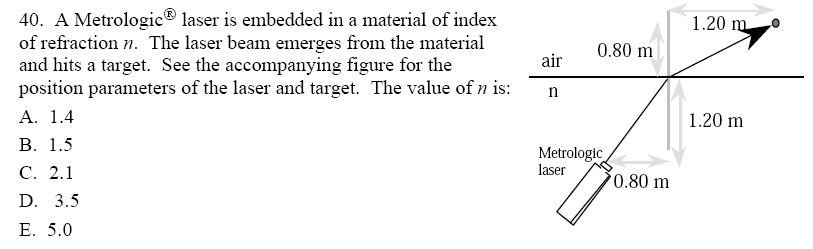 40. A Metrologic® laser is embedded in a material of index
of refraction n. The laser beam emerges from the material
and hits a target. See the accompanying figure for the
position parameters of the laser and target. The value of n is:
A. 1.4
B. 1.5
C. 2.1
D. 3.5
E. 5.0
1.20 m
0.80 m
air
n
1.20 m
Metrologic
laser
0.80 m